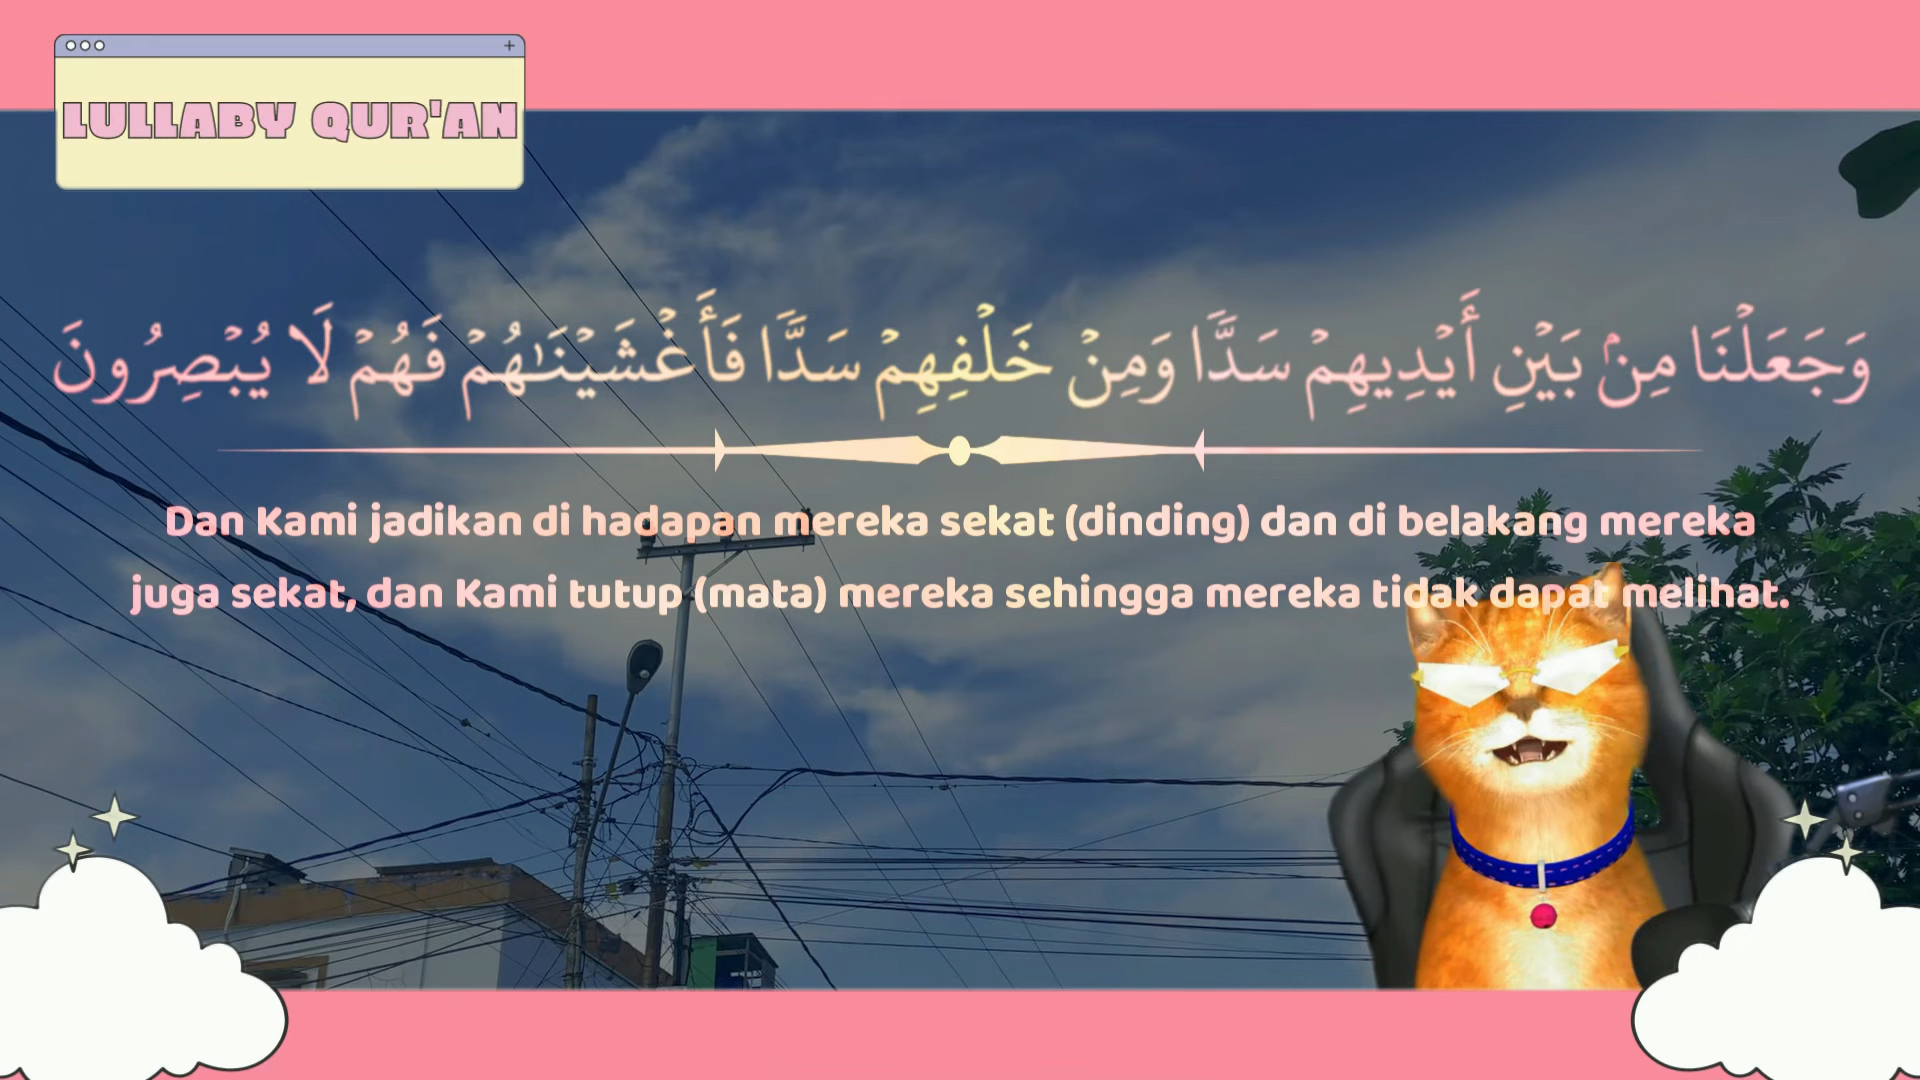 LULLABY QUR'AN
وَجَعَلْنَا مِنۢ بَيْنِ أَيْدِيهِمْ سَدًّا وَمِنْ خَلْفِهِمْ سَدًّا فَأَغْشَيْنَـٰهُمْ فَهُمْ لَا يُبْصِرُونَ
Dan Kami jadikan di hadapan mereka sekat (dinding) dan di belakang mereka
juga sekat, dan Kami tutup (mata) mereka sehingga mereka tidak dapat melihat.